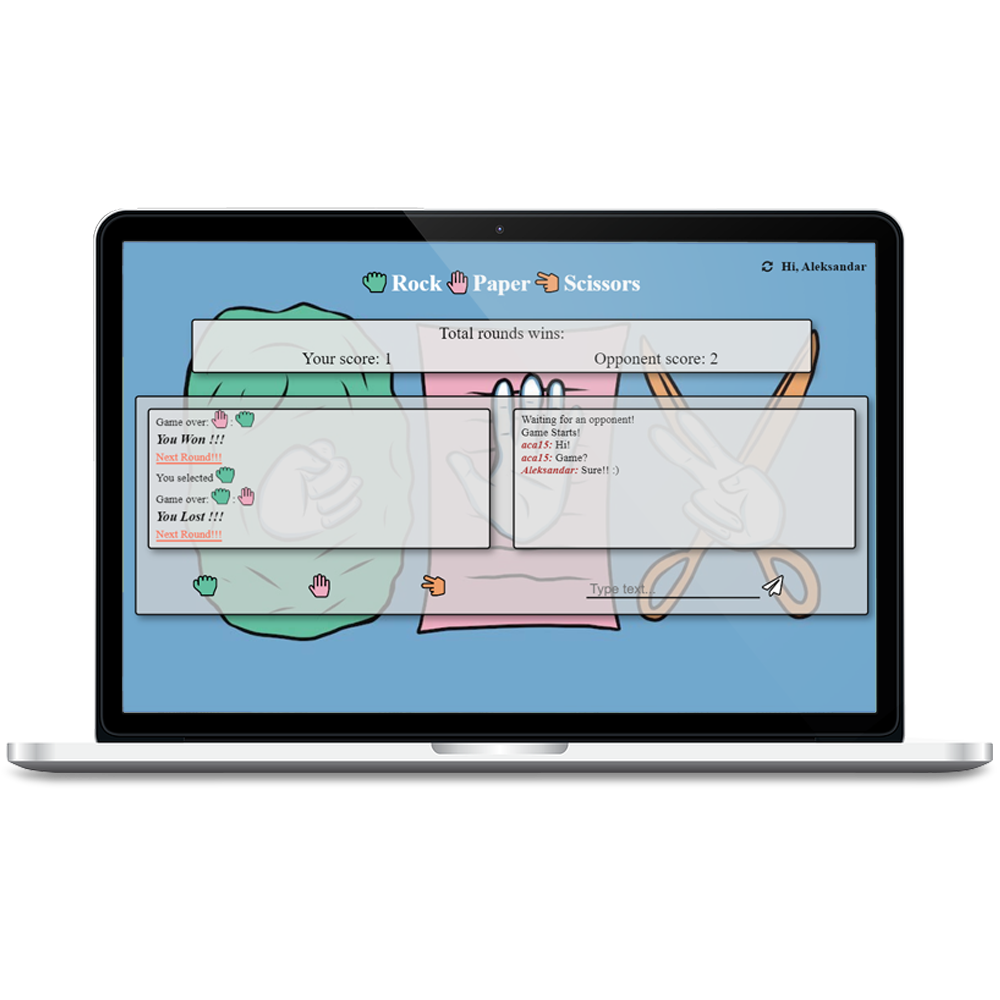 Hi, Aleksandar
Rock Paper Scissors
Total rounds wins:
Your score: 1 Opponent score: 2
Game over: :
You Won !!!
Next Round!!!
You selected
Game over: :
You Lost !!!
Next Round!!!
Waiting for an opponent!
Game Starts!
aca15: Hi!
aca15: Game?
Aleksandar: Sure!! :)
Type text...